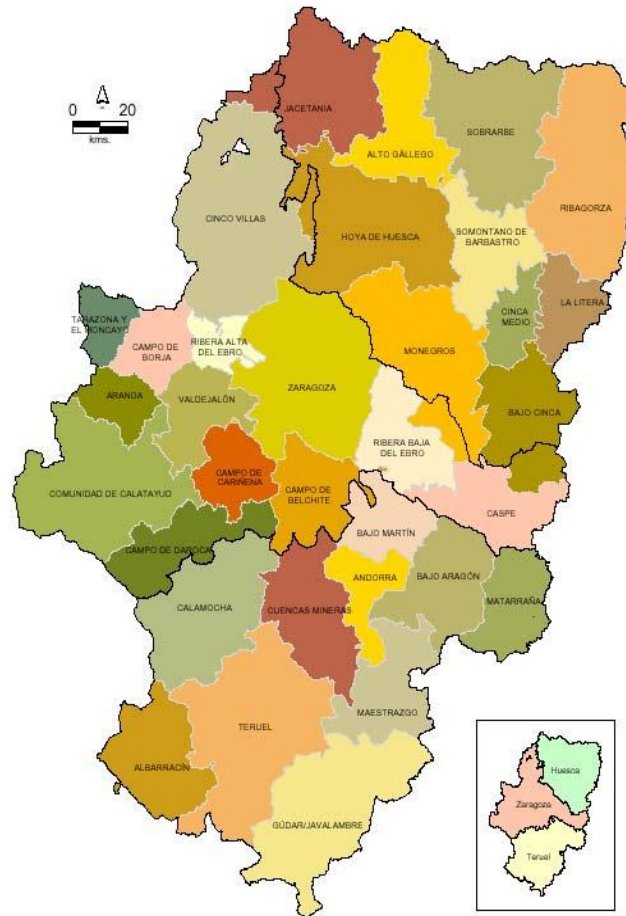 JACETANIA
0 20
kms.
ALTO GÁLLEGO
SOBRARBE
RIBAGORZA
CINCO VILLAS
HOYA DE HUESCA
SOMONTANO DE
BARBASTRO
TARAZONA Y
EL MONCAYO
CAMPO DE
BORJA
RIBERA ALTA
DEL EBRO
CINCA
MEDIO
LA LITERA
MONEGROS
ZARAGOZA
ARANDA
VALDEJALÓN
BAJO CINCA
RIBERA BAJA
DEL EBRO
COMUNIDAD DE CALATAYUD
CAMPO DE
CARIÑENA
CAMPO DE
BELCHITE
CASPE
BAJO MARTÍN
CAMPO DE DAROCA
ANDORRA
BAJO ARAGÓN
MATARRAÑA
CALAMOCHA
CUENCAS MINERAS
TERUEL
MAESTRAZGO
ALBARRACÍN
GÚDAR/JAVALAMBRE
Huesca
Zaragoza
Teruel